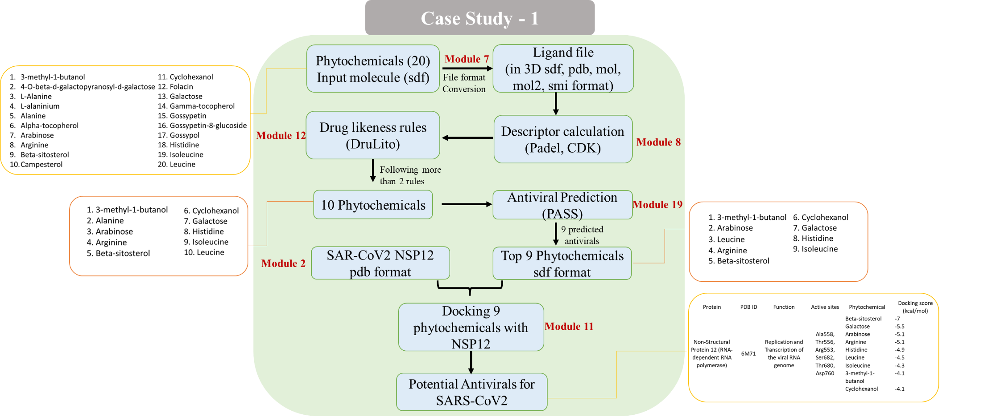 Case Study - 1
Phytochemicals (20)
Input molecule (sdf)
Module 7
File format
Conversion
Ligand file
(in 3D sdf, pdb, mol,
mol2, smi format)
1. 3-methyl-1-butanol
2. 4-O-beta-d-galactopyranosyl-d-galactose
3. L-Alanine
4. L-alaninium
5. Alanine
6. Alpha-tocopherol
7. Arabinose
8. Arginine
9. Beta-sitosterol
10. Campesterol
11. Cyclohexanol
12. Folacin
13. Galactose
14. Gamma-tocopherol
15. Gossypetin
16. Gossypetin-8-glucoside
17. Gossypol
18. Histidine
19. Isoleucine
20. Leucine
Module 12
Drug likeness rules
(DruLito)
Descriptor calculation
(Padel, CDK)
Module 8
Following more
than 2 rules
10 Phytochemicals
Antiviral Prediction
(PASS)
Module 19
1. 3-methyl-1-butanol
2. Alanine
3. Arabinose
4. Arginine
5. Beta-sitosterol
6. Cyclohexanol
7. Galactose
8. Histidine
9. Isoleucine
10. Leucine
9 predicted
antivirals
1. 3-methyl-1-butanol
2. Arabinose
3. Leucine
4. Arginine
5. Beta-sitosterol
6. Cyclohexanol
7. Galactose
8. Histidine
9. Isoleucine
Module 2
SAR-CoV2 NSP12
pdb format
Top 9 Phytochemicals
sdf format
Docking 9
phytochemicals with
NSP12
Module 11
Potential Antivirals for
SARS-CoV2
Protein
PDB ID
Function
Active sites
Phytochemical
Docking score
(kcal/mol)
Non-Structural
Protein 12 (RNA-
dependent RNA
polymerase)
6M71
Replication and
Transcription of
the viral RNA
genome
Ala558,
Thr556,
Arg553,
Ser682,
Thr680,
Asp760
Beta-sitosterol -7
Galactose -5.5
Arabinose -5.1
Arginine -5.1
Histidine -4.9
Leucine -4.5
Isoleucine -4.3
3-methyl-1- -4.1
butanol
Cyclohexanol -4.1